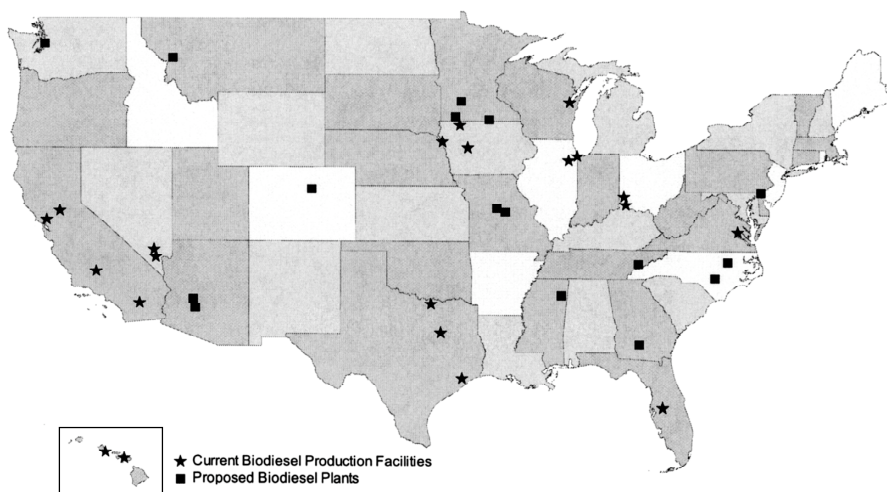 Current Biodiesel Production Facilities
Proposed Biodiesel Plants